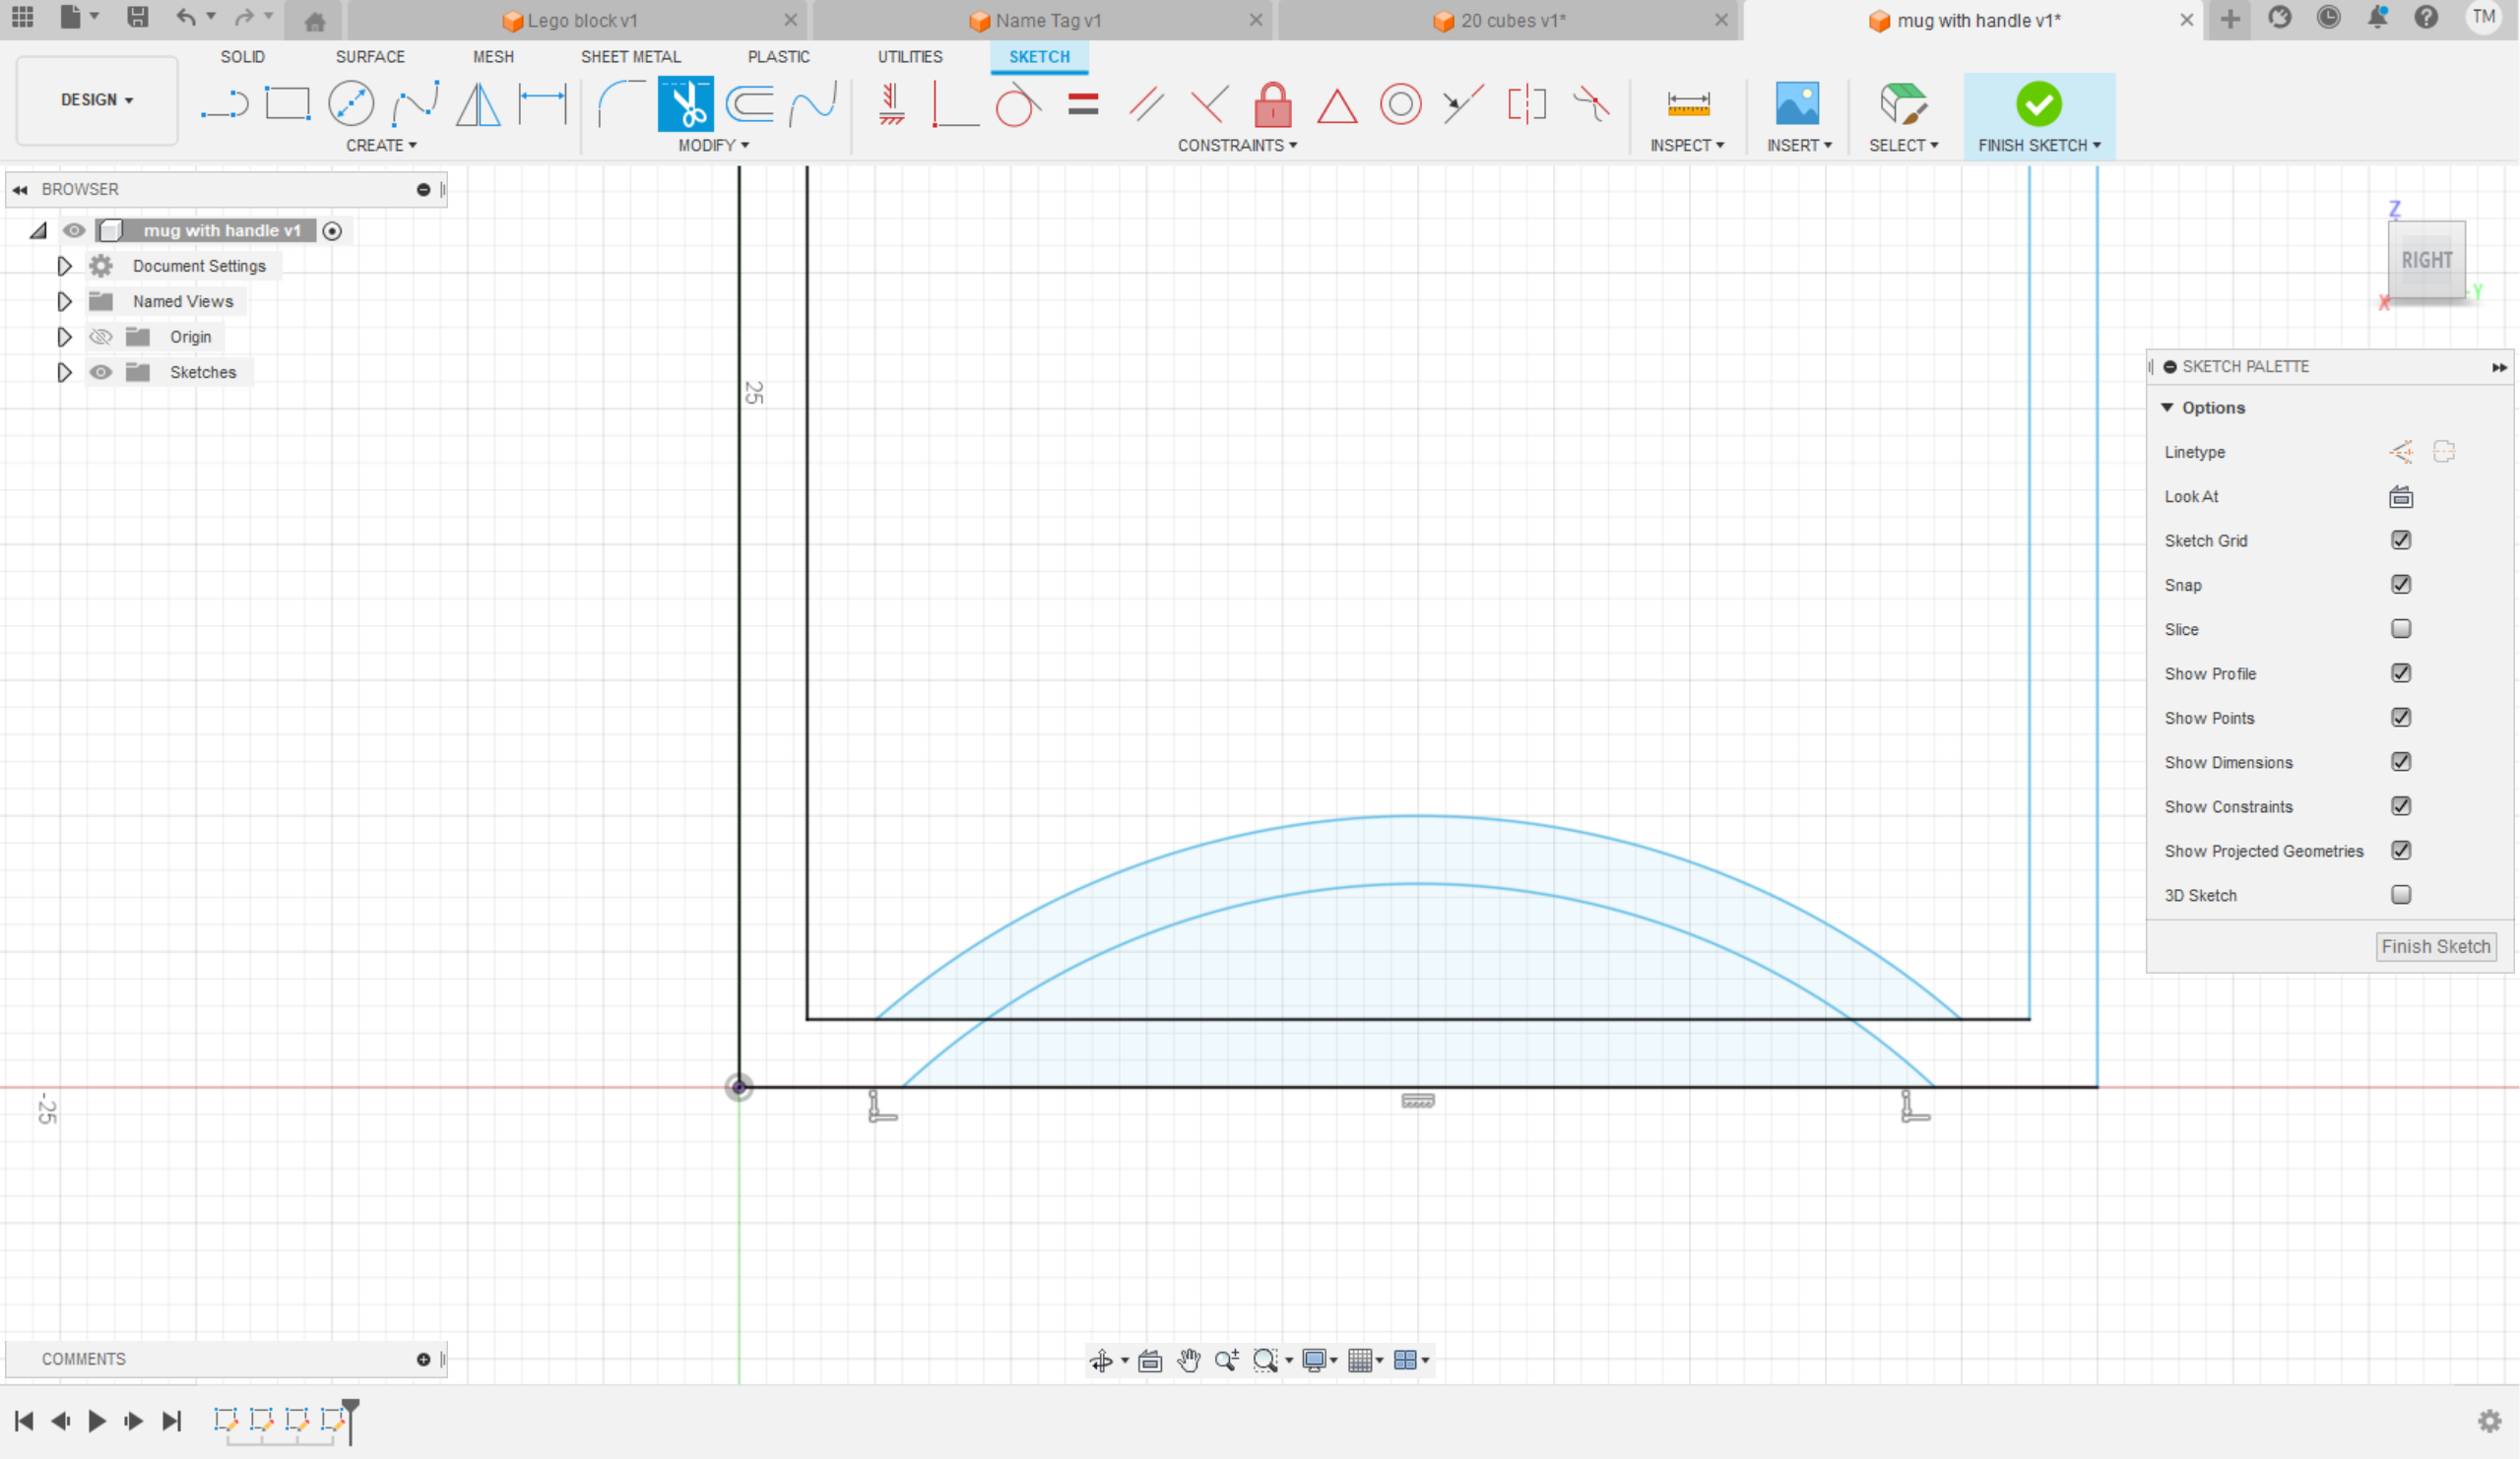 Lego block v1
Name Tag v1
20 cubes v1*
mug with handle v1*
TM
SOLID
SURFACE
MESH
SHEET METAL
PLASTIC
UTILITIES
SKETCH
DESIGN
CREATE
MODIFY
CONSTRAINTS
INSPECT
INSERT
SELECT
FINISH SKETCH
BROWSER
mug with handle v1
Document Settings
Named Views
Origin
Sketches
25
-25
Z
RIGHT
X
Y
SKETCH PALETTE
Options
Linetype
Look At
Sketch Grid
Snap
Slice
Show Profile
Show Points
Show Dimensions
Show Constraints
Show Projected Geometries
3D Sketch
Finish Sketch
COMMENTS